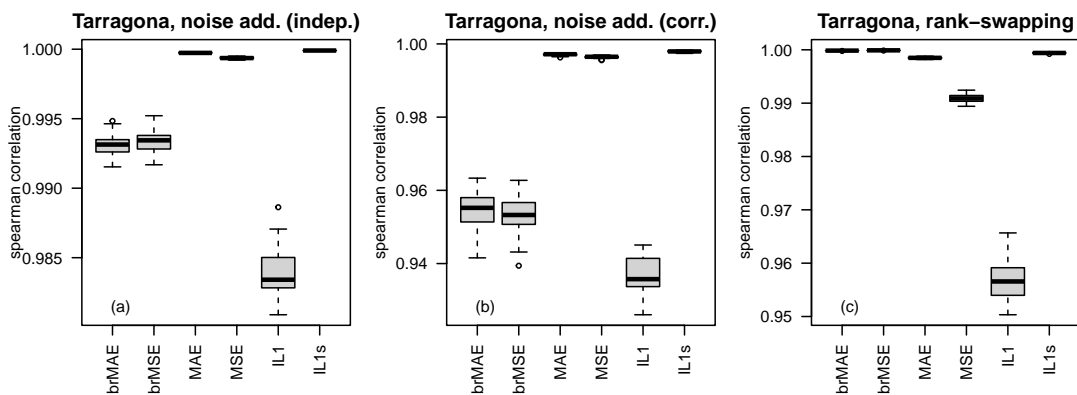 Tarragona, noise add. (indep.)
spearman correlation
1.000
0.995
0.990
0.985
(a)
brMAE
brMSE
MAE
MSE
IL1
IL1s
Tarragona, noise add. (corr.)
spearman correlation
1.00
0.98
0.96
0.94
(b)
brMAE
brMSE
MAE
MSE
IL1
IL1s
Tarragona, rank−swapping
spearman correlation
1.00
0.99
0.98
0.97
0.96
0.95
(c)
brMAE
brMSE
MAE
MSE
IL1
IL1s